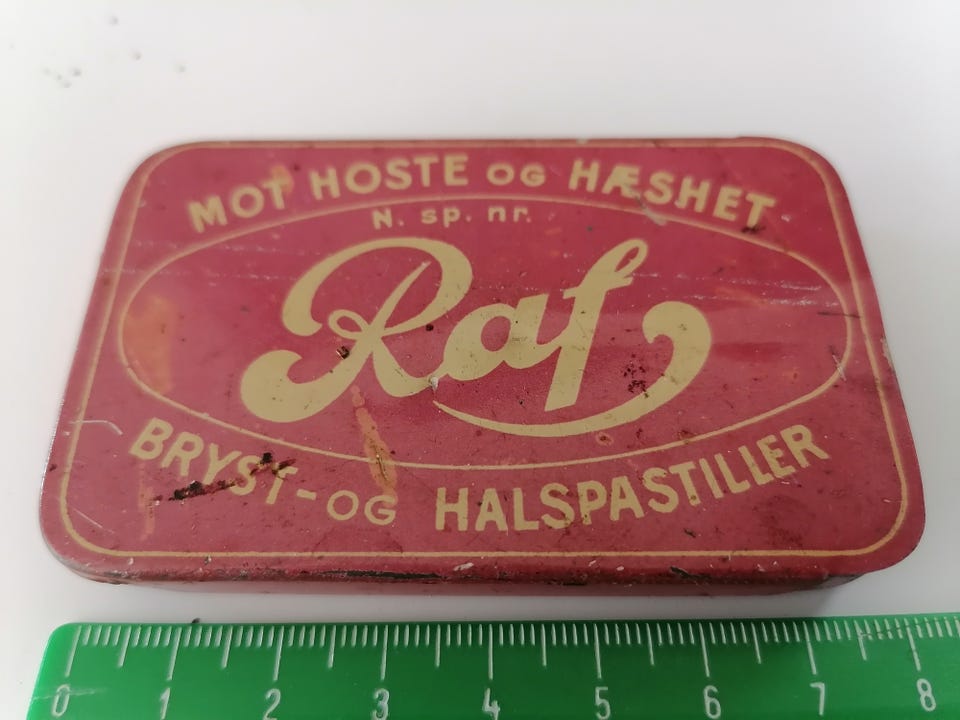 MOT HOSTE OG HÆSHET
N. sp. nr.
Raf
BRYST- OG HALSPASTILLER
0 1 2 3 4 5 6 7 8